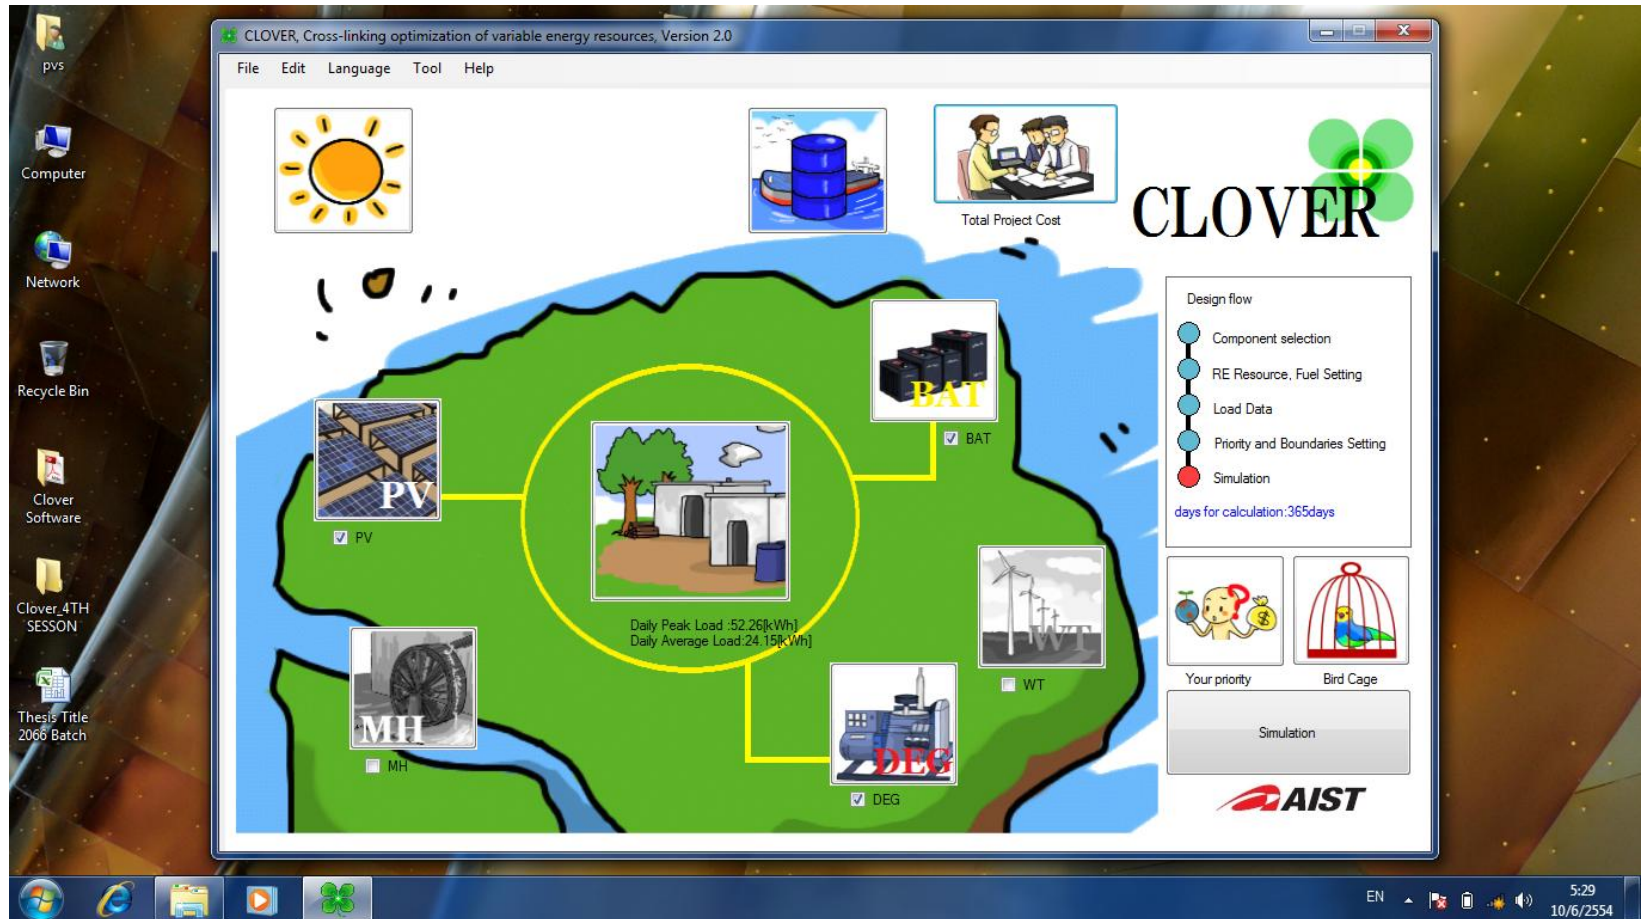 pvs
Computer
Network
Recycle Bin
Clover
Software
Clover_4TH
SESSON
Thesis Title
2066 Batch
CLOVER, Cross-linking optimization of variable energy resources, Version 2.0
File Edit Language Tool Help
Total Project Cost
CLOVER
Design flow
Component selection
RE Resource, Fuel Setting
Load Data
Priority and Boundaries Setting
Simulation
days for calculation:365days
BAT
BAT
PV
PV
Daily Peak Load :52.26[kWh]
Daily Average Load:24.15[kWh]
WT
WT
MH
MH
DEG
DEG
Your priority
Bird Cage
Simulation
AIST
EN
5:29
10/6/2554